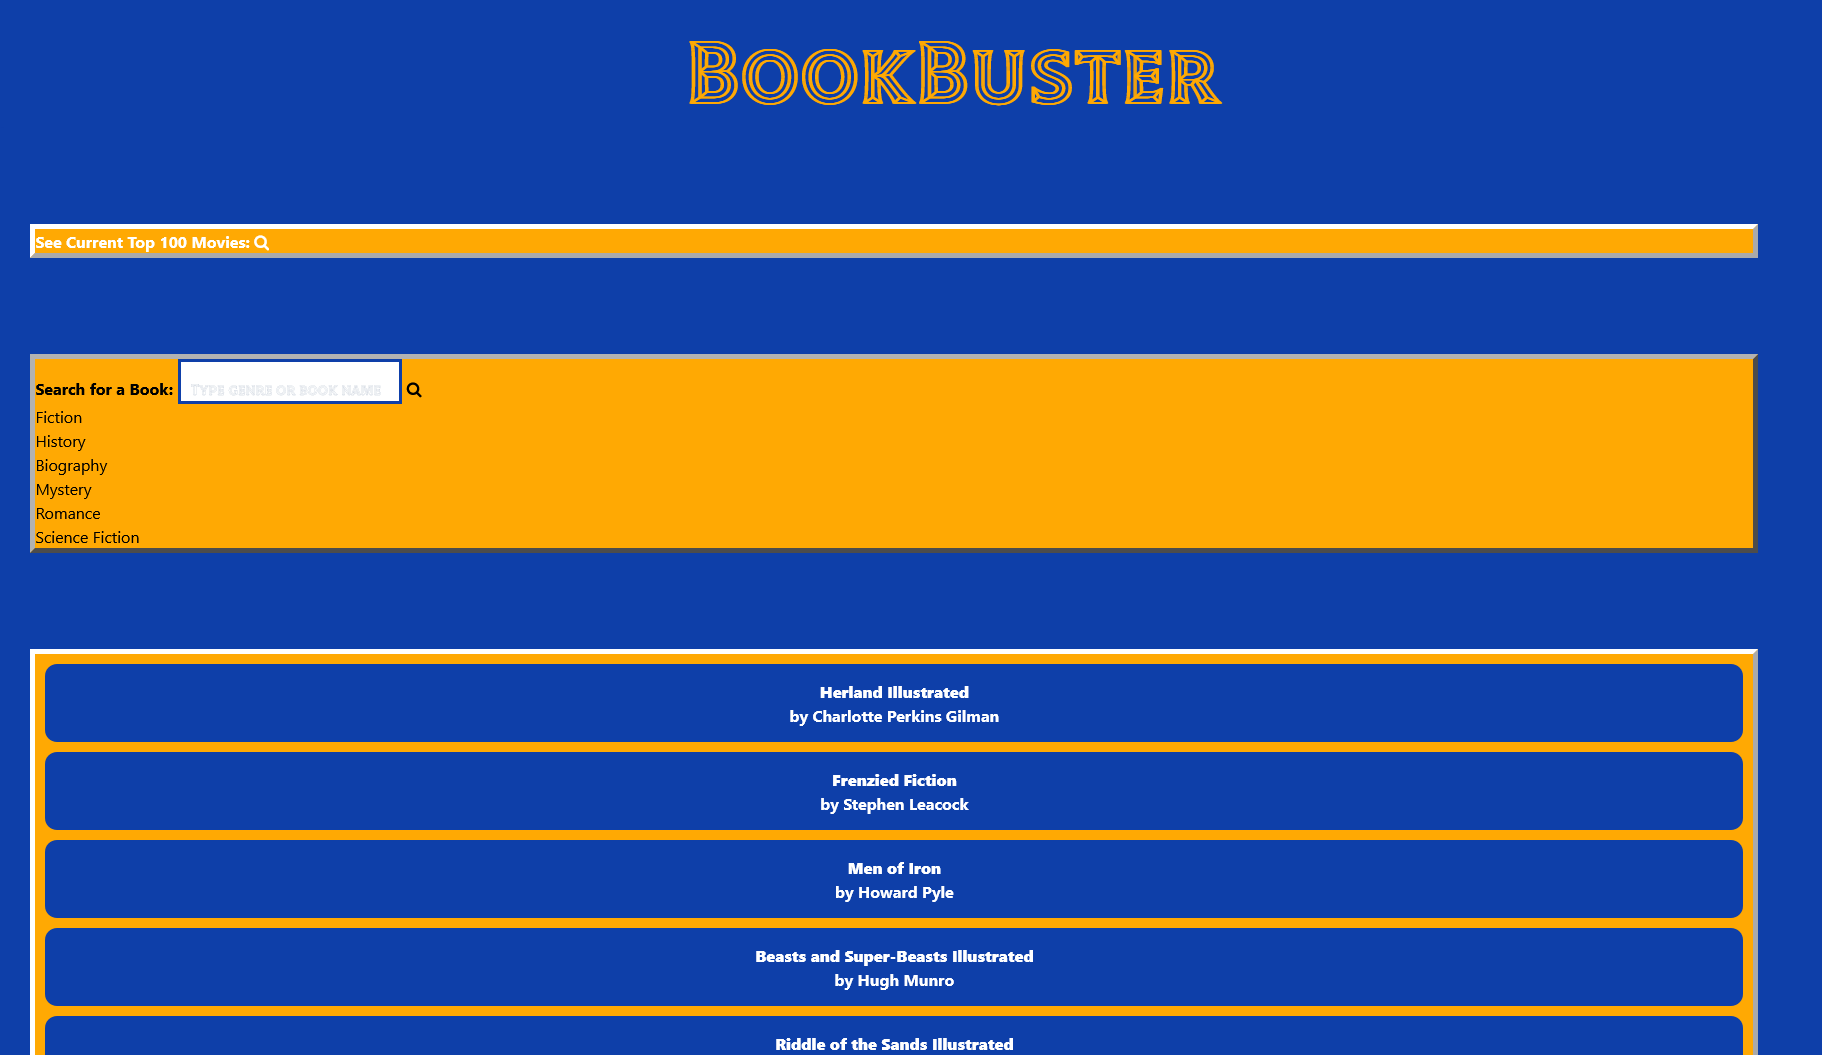 BookBuster
See Current Top 100 Movies:
Search for a Book: TYPE GENRE OR BOOK NAME
Fiction
History
Biography
Mystery
Romance
Science Fiction
Herland Illustrated
by Charlotte Perkins Gilman
Frenzied Fiction
by Stephen Leacock
Men of Iron
by Howard Pyle
Beasts and Super-Beasts Illustrated
by Hugh Munro
Riddle of the Sands Illustrated